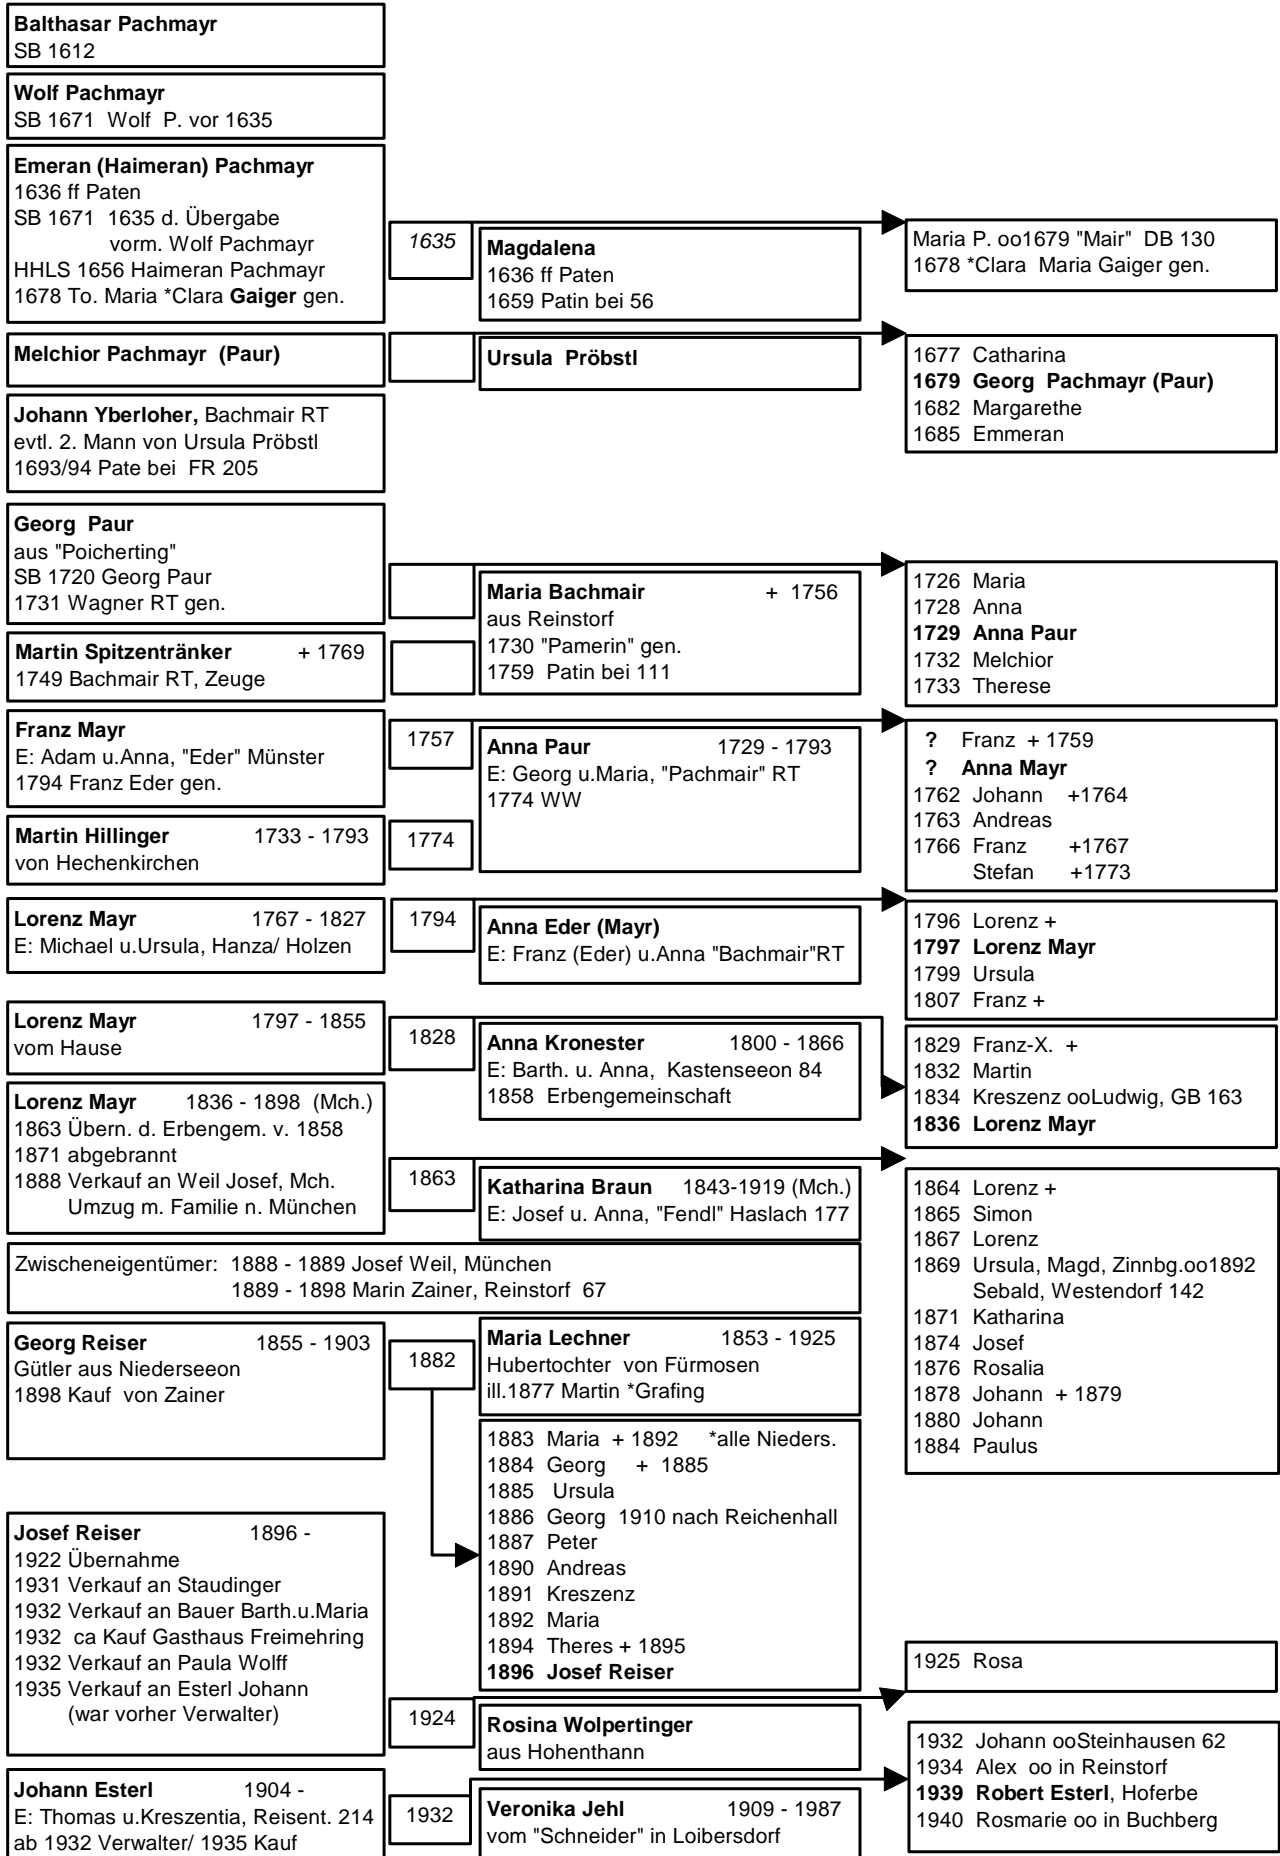 Balthasar Pachmayr
SB 1612
Wolf Pachmayr
SB 1671 Wolf P. vor 1635
Emeran (Haimeran) Pachmayr
1636 ff Paten
SB 1671 1635 d. Übergabe
vorm. Wolf Pachmayr
HHLS 1656 Haimeran Pachmayr
1678 To. Maria *Clara Gaiger gen.
1635
Magdalena
1636 ff Paten
1659 Patin bei 56
Maria P. oo1679 "Mair" DB 130
1678 *Clara Maria Gaiger gen.
Melchior Pachmayr (Paur)
Ursula Pröbstl
1677 Catharina
1679 Georg Pachmayr (Paur)
1682 Margarethe
1685 Emmeran
Johann Yberloher, Bachmair RT
evtl. 2. Mann von Ursula Pröbstl
1693/94 Pate bei FR 205
Georg Paur
aus "Poicherting"
SB 1720 Georg Paur
1731 Wagner RT gen.
Maria Bachmair + 1756
aus Reinstorf
1730 "Pamerin" gen.
1759 Patin bei 111
1726 Maria
1728 Anna
1729 Anna Paur
1732 Melchior
1733 Therese
Martin Spitzentränker + 1769
1749 Bachmair RT, Zeuge
Franz Mayr
E: Adam u.Anna, "Eder" Münster
1794 Franz Eder gen.
1757
Anna Paur 1729 - 1793
E: Georg u.Maria, "Pachmair" RT
1774 WW
? Franz + 1759
? Anna Mayr
1762 Johann +1764
1763 Andreas
1766 Franz +1767
Stefan +1773
Martin Hillinger 1733 - 1793
von Hechenkirchen
1774
Lorenz Mayr 1767 - 1827
E: Michael u.Ursula, Hanza/ Holzen
1794
Anna Eder (Mayr)
E: Franz (Eder) u.Anna "Bachmair"RT
1796 Lorenz +
1797 Lorenz Mayr
1799 Ursula
1807 Franz +
Lorenz Mayr 1797 - 1855
vom Hause
1828
Anna Kronester 1800 - 1866
E: Barth. u. Anna, Kastenseeon 84
1858 Erbengemeinschaft
1829 Franz-X. +
1832 Martin
1834 Kreszenz ooLudwig, GB 163
1836 Lorenz Mayr
Lorenz Mayr 1836 - 1898 (Mch.)
1863 Übern. d. Erbengem. v. 1858
1871 abgebrannt
1888 Verkauf an Weil Josef, Mch.
Umzug m. Familie n. München
1863
Katharina Braun 1843-1919 (Mch.)
E: Josef u. Anna, "Fendl" Haslach 177
1864 Lorenz +
1865 Simon
1867 Lorenz
1869 Ursula, Magd, Zinnbg.oo1892
Sebald, Westendorf 142
1871 Katharina
1874 Josef
1876 Rosalia
1878 Johann + 1879
1880 Johann
1884 Paulus
Zwischeneigentümer: 1888 - 1889 Josef Weil, München
1889 - 1898 Marin Zainer, Reinstorf 67
Georg Reiser 1855 - 1903
Gütler aus Niederseeon
1898 Kauf von Zainer
1882
Maria Lechner 1853 - 1925
Hubertochter von Fürmosen
ill.1877 Martin *Grafing
1883 Maria + 1892 *alle Nieders.
1884 Georg + 1885
1885 Ursula
1886 Georg 1910 nach Reichenhall
1887 Peter
1890 Andreas
1891 Kreszenz
1892 Maria
1894 Theres + 1895
1896 Josef Reiser
Josef Reiser 1896 -
1922 Übernahme
1931 Verkauf an Staudinger
1932 Verkauf an Bauer Barth.u.Maria
1932 ca Kauf Gasthaus Freimehring
1932 Verkauf an Paula Wolff
1935 Verkauf an Esterl Johann
(war vorher Verwalter)
1924
Rosina Wolpertinger
aus Hohenthann
1925 Rosa
Johann Esterl 1904 -
E: Thomas u.Kreszentia, Reisent. 214
ab 1932 Verwalter/ 1935 Kauf
1932
Veronika Jehl 1909 - 1987
vom "Schneider" in Loibersdorf
1932 Johann ooSteinhausen 62
1934 Alex oo in Reinstorf
1939 Robert Esterl, Hoferbe
1940 Rosmarie oo in Buchberg